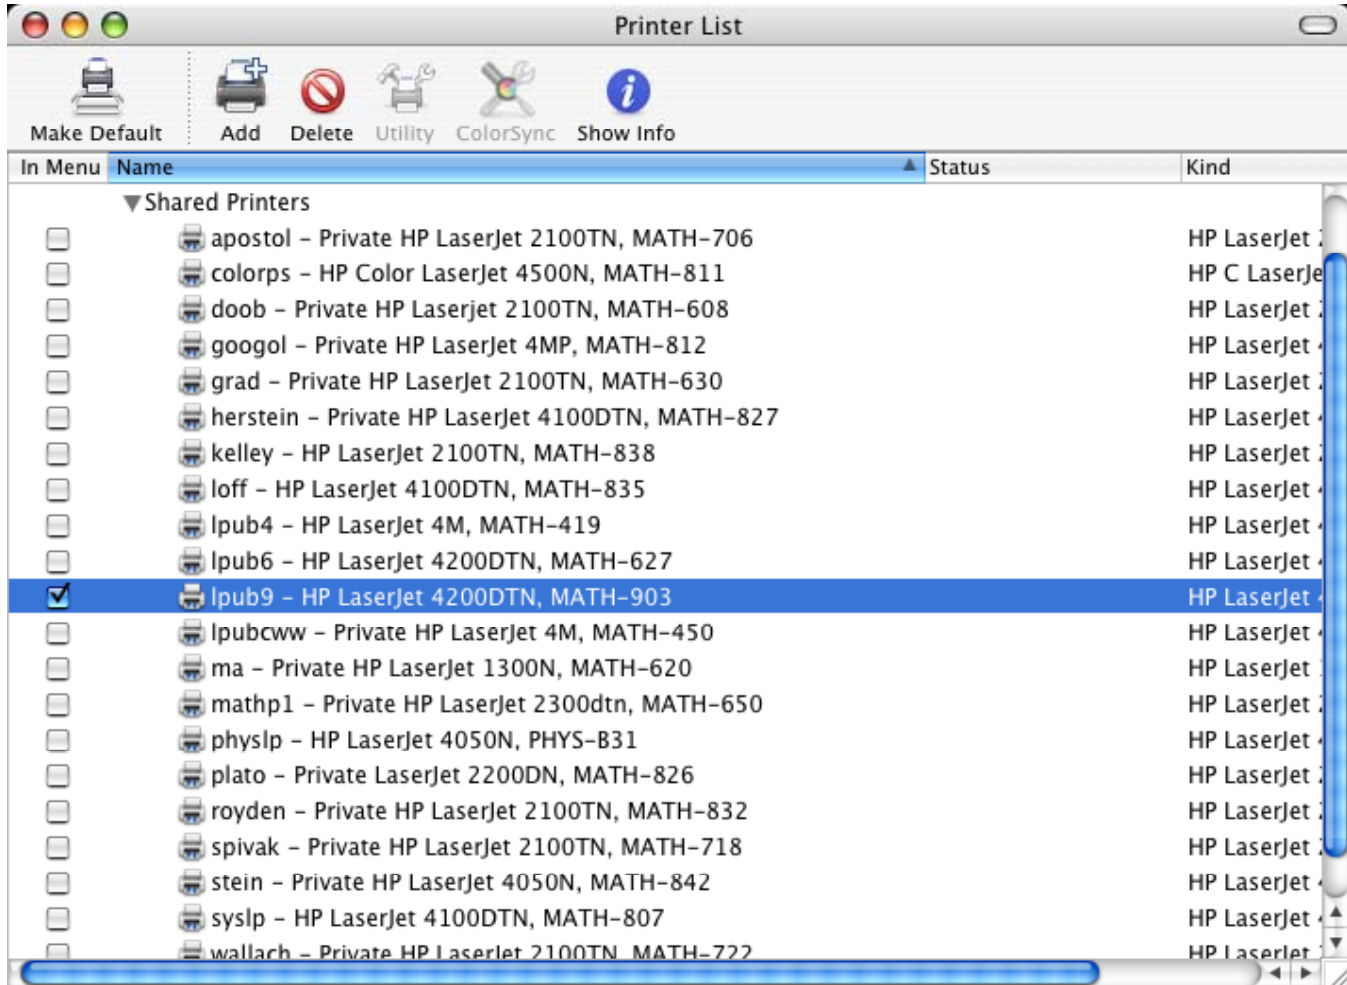 Printer List
Make Default Add Delete Utility ColorSync Show Info
In Menu Name Status Kind
Shared Printers
apostol – Private HP LaserJet 2100TN, MATH–706 HP LaserJet
colorps – HP Color LaserJet 4500N, MATH–811 HP C LaserJe
doob – Private HP Laserjet 2100TN, MATH–608 HP LaserJet
googol – Private HP LaserJet 4MP, MATH–812 HP LaserJet
grad – Private HP LaserJet 2100TN, MATH–630 HP LaserJet
herstein – Private HP LaserJet 4100DTN, MATH–827 HP LaserJet
kelley – HP LaserJet 2100TN, MATH–838 HP LaserJet
loff – HP LaserJet 4100DTN, MATH–835 HP LaserJet
lpub4 – HP LaserJet 4M, MATH–419 HP LaserJet
lpub6 – HP LaserJet 4200DTN, MATH–627 HP LaserJet
lpub9 – HP LaserJet 4200DTN, MATH–903 HP LaserJet
lpubcww – Private HP LaserJet 4M, MATH–450 HP LaserJet
ma – Private HP LaserJet 1300N, MATH–620 HP LaserJet
mathp1 – Private HP LaserJet 2300dtn, MATH–650 HP LaserJet
physlp – HP LaserJet 4050N, PHYS–B31 HP LaserJet
plato – Private LaserJet 2200DN, MATH–826 HP LaserJet
royden – Private HP LaserJet 2100TN, MATH–832 HP LaserJet
spivak – Private HP LaserJet 2100TN, MATH–718 HP LaserJet
stein – Private HP LaserJet 4050N, MATH–842 HP LaserJet
syslp – HP LaserJet 4100DTN, MATH–807 HP LaserJet
wallach – Private HP LaserJet 2100TN, MATH–722 HP LaserJet